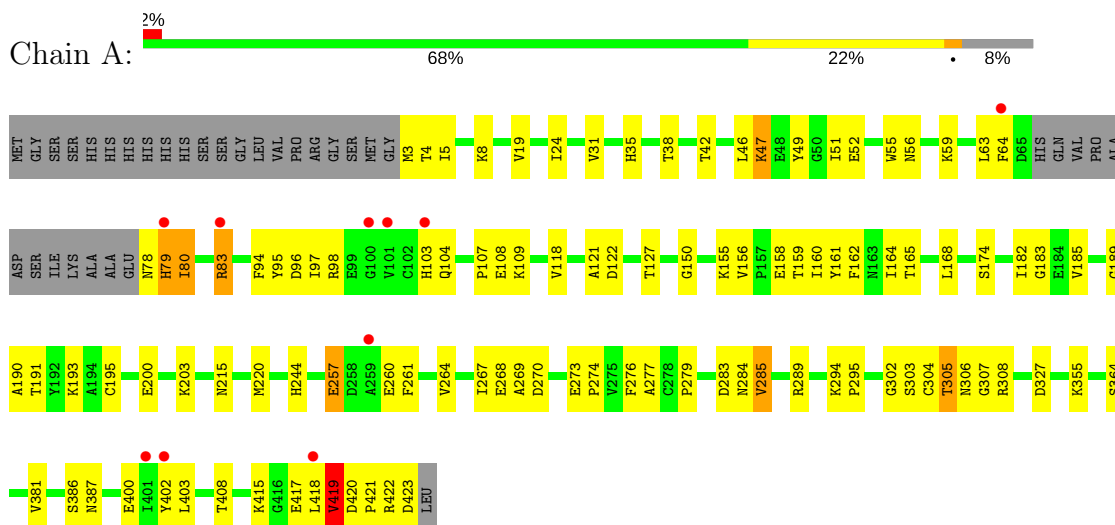 2%
Chain A:
68% 22% • 8%
MET GLY SER SER HIS HIS HIS HIS HIS HIS SER SER GLY LEU VAL PRO ARG GLY SER MET GLY M3 T4 I5 K8 V19 I24 V31 H35 T38 T42 L46 K47 E48 Y49 G50 I51 E52 W55 N56 K59 L63 F64 D65 HIS GLN VAL PRO ALA
ASP SER ILE LYS ALA ALA GLU N78 H79 I80 R83 F94 Y95 D96 I97 R98 E99 G100 V101 C102 H103 Q104 P107 E108 K109 V118 A121 D122 T127 G150 K155 V156 P157 E158 T159 I160 Y161 F162 N163 I164 T165 L168 S174 I182 G183 E184 V185 G189
A190 T191 Y192 K193 A194 C195 E200 K203 N215 M220 H244 E257 D258 A259 E260 F261 V264 I267 E268 A269 D270 E273 P274 V275 F276 A277 C278 P279 D283 N284 V285 R289 K294 P295 G302 S303 C304 T305 N306 G307 R308 D327 K355 S364
V381 S386 N387 E400 I401 Y402 L403 T408 K415 G416 E417 L418 V419 D420 P421 R422 D423 LEU